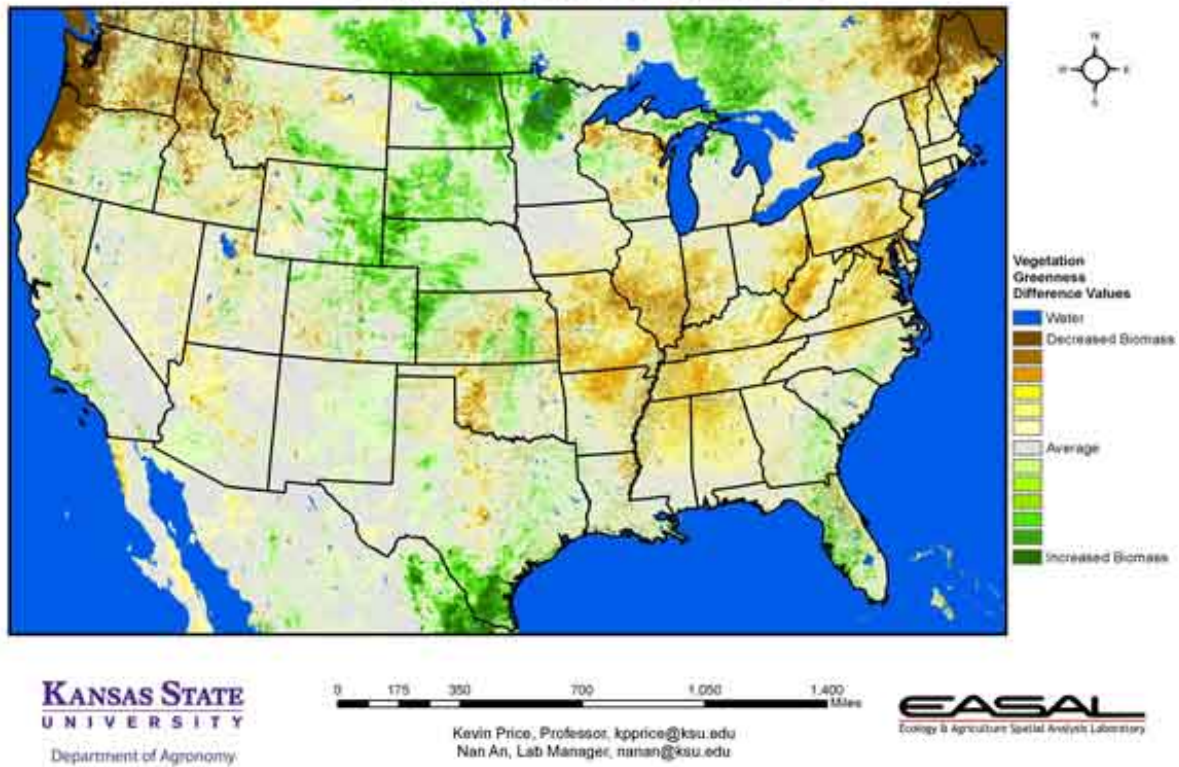 N
W E
S
Vegetation
Greenness
Difference Values
Water
Decreased Biomass
Average
Increased Biomass
KANSAS STATE
UNIVERSITY
Department of Agronomy
0 175 350 700 1,050 1,400
Miles
Kevin Price, Professor, kpprice@ksu.edu
Nan An, Lab Manager, nanan@ksu.edu
EASAL
Ecology & Agriculture Spatial Analysis Laboratory